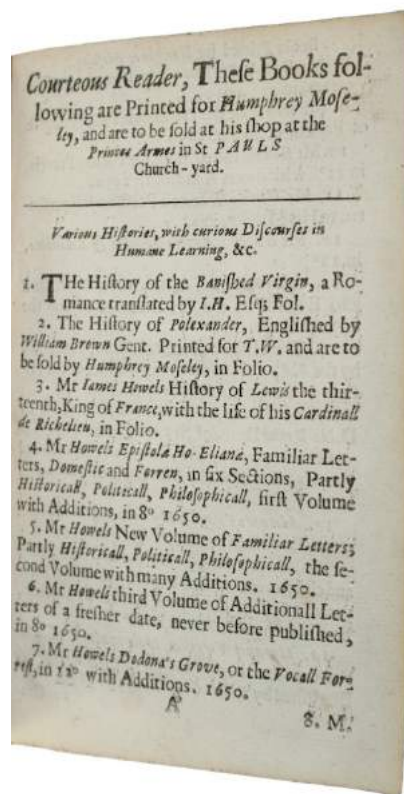 Courteous Reader, Theſe Books fol-
lowing are Printed for Humphrey Moſe-
ley, and are to be ſold at his ſhop at the
Princes Armes in St PAULS
Church-yard.
Various Hiſtories, with curious Diſcourſes in
Humane Learning, &c.
1. THe Hiſtory of the Baniſhed Virgin, a Ro-
mance tranſlated by I.H. Eſq; Fol.
2. The Hiſtory of Polexander, Engliſhed by
William Brown Gent. Printed for T.W. and are to
be ſold by Humphrey Moſeley, in Folio.
3. Mr Iames Howels Hiſtory of Lewis the thir-
teenth, King of France, with the life of his Cardinall
de Richelieu, in Folio.
4. Mr Howels Epiſtolæ Ho-Elianæ, Familiar Let-
ters, Domeſtic and Forren, in ſix Sections, Partly
Hiſtoricall, Politicall, Philoſophicall, firſt Volume
with Additions, in 8º 1650.
5. Mr Howels New Volume of Familiar Letters;
Partly Hiſtoricall, Politicall, Philoſophicall, the ſe-
cond Volume with many Additions. 1650.
6. Mr Howels third Volume of Additionall Let-
ters of a freſher date, never before publiſhed,
in 8º 1650.
7. Mr Howels Dodona's Grove, or the Vocall For-
reſt, in 12º with Additions. 1650.
A
8. M.